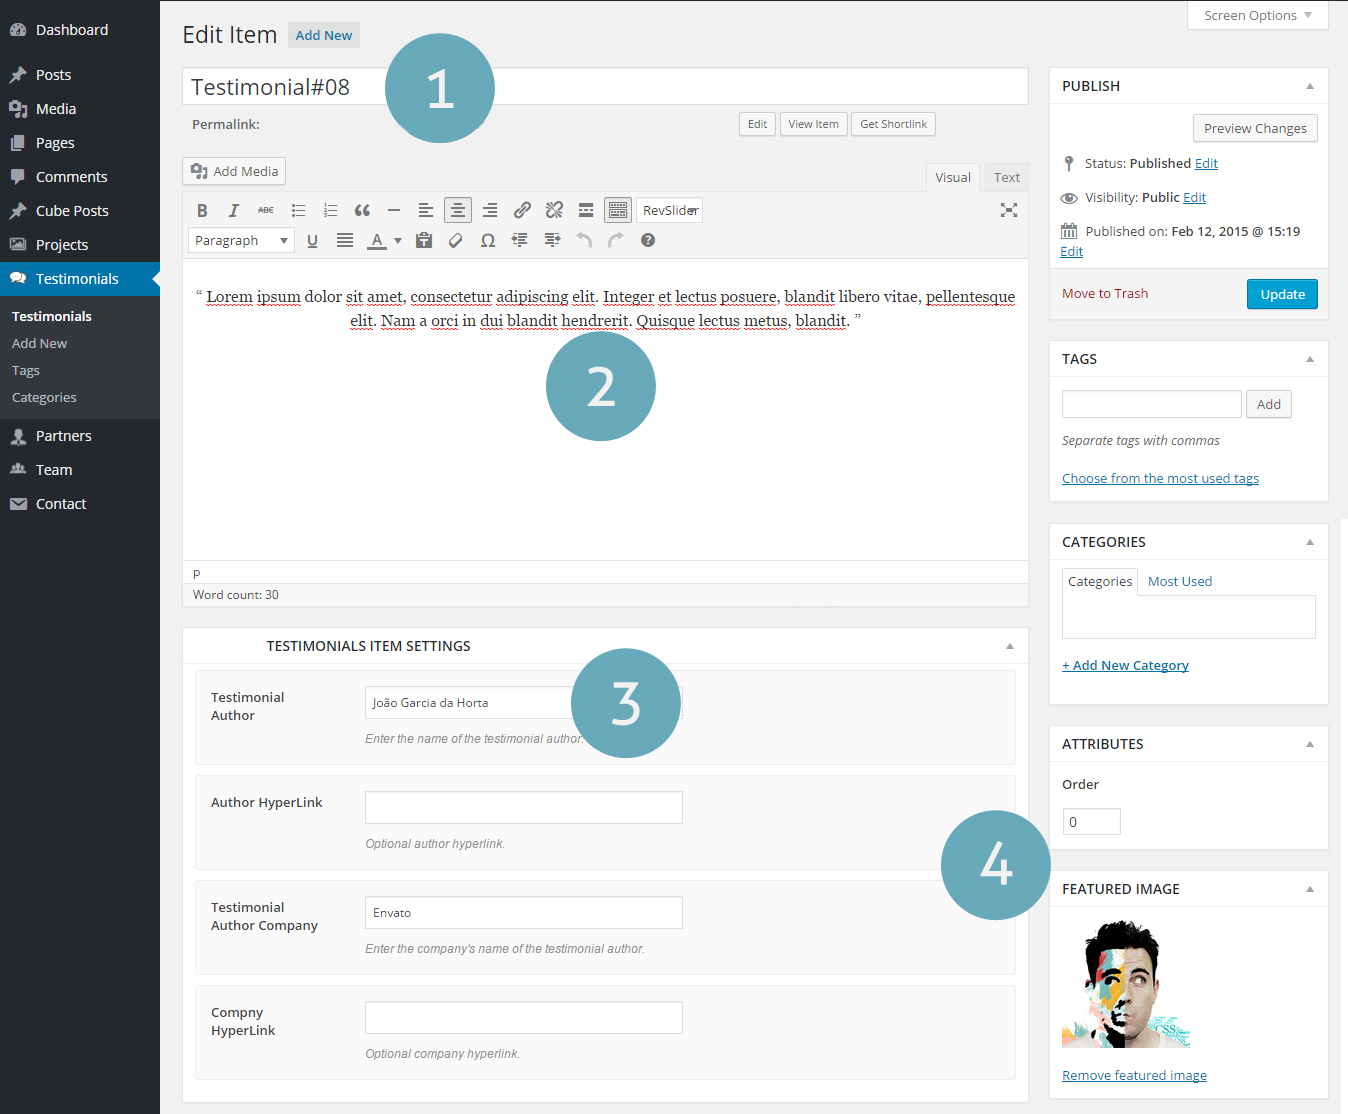 Dashboard
Posts
Media
Pages
Comments
Cube Posts
Projects
Testimonials
Testimonials
Add New
Tags
Categories
Partners
Team
Contact
Screen Options
Edit Item Add New
Testimonial#08
1
Permalink:
Edit View Item Get Shortlink
Add Media
Visual Text
B I ABC RevSlider
Paragraph U A Ω ?
“ Lorem ipsum dolor sit amet, consectetur adipiscing elit. Integer et lectus posuere, blandit libero vitae, pellentesque
elit. Nam a orci in dui blandit hendrerit. Quisque lectus metus, blandit. ”
2
p
Word count: 30
TESTIMONIALS ITEM SETTINGS
3
Testimonial
Author
João Garcia da Horta
Enter the name of the testimonial author.
Author HyperLink
Optional author hyperlink.
Testimonial
Author Company
Envato
Enter the company's name of the testimonial author.
Compny
HyperLink
Optional company hyperlink.
PUBLISH
Preview Changes
Status: Published Edit
Visibility: Public Edit
Published on: Feb 12, 2015 @ 15:19
Edit
Move to Trash Update
TAGS
Add
Separate tags with commas
Choose from the most used tags
CATEGORIES
Categories Most Used
+ Add New Category
ATTRIBUTES
Order
0
4
FEATURED IMAGE
CSS
Remove featured image